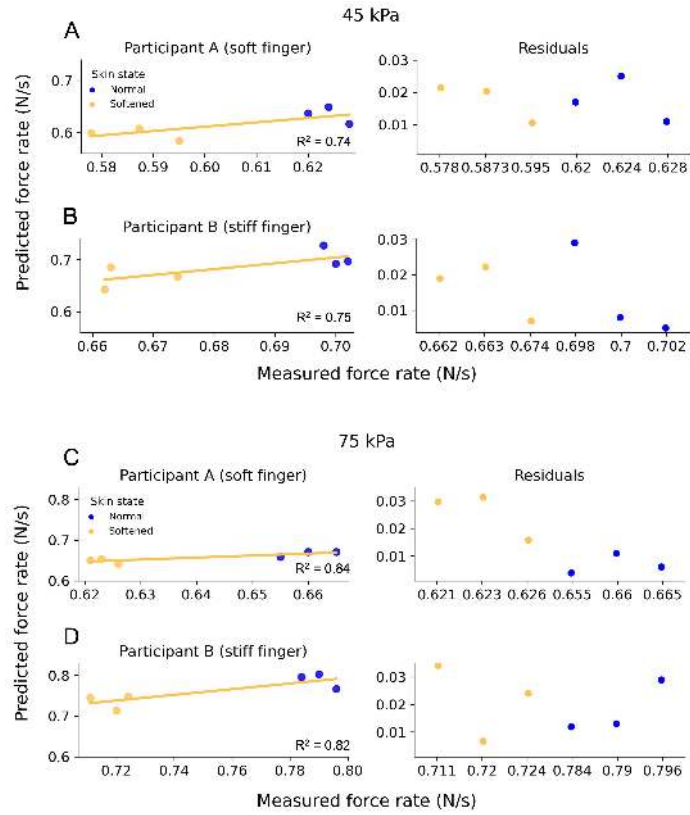 45 kPa
A
Participant A (soft finger)
Residuals
Skin state
Normal
Softened
0.7
0.6
R² = 0.74
0.58 0.59 0.60 0.61 0.62
0.03
0.02
0.01
0.578 0.5873 0.595 0.62 0.624 0.628
Predicted force rate (N/s)
B
Participant B (stiff finger)
0.7
0.6
R² = 0.75
0.66 0.67 0.68 0.69 0.70
0.03
0.01
0.662 0.663 0.674 0.698 0.7 0.702
Measured force rate (N/s)
75 kPa
C
Participant A (soft finger)
Residuals
Skin state
Normal
Softened
0.8
0.7
0.6
R² = 0.84
0.62 0.63 0.64 0.65 0.66
0.03
0.02
0.01
0.621 0.623 0.626 0.655 0.66 0.665
Predicted force rate (N/s)
D
Participant B (stiff finger)
0.8
0.7
0.6
R² = 0.82
0.72 0.74 0.76 0.78 0.80
0.03
0.02
0.01
0.711 0.72 0.724 0.784 0.79 0.796
Measured force rate (N/s)